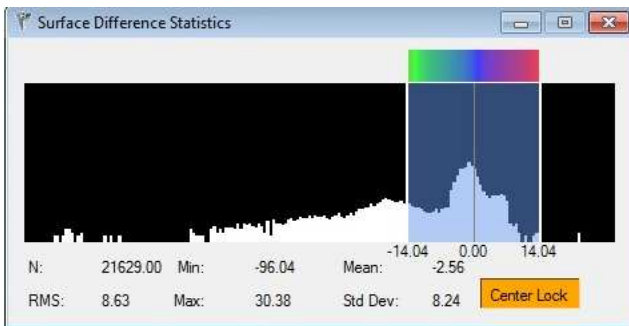 Surface Difference Statistics
-14.04 0.00 14.04
N: 21629.00 Min: -96.04 Mean: -2.56
RMS: 8.63 Max: 30.38 Std Dev: 8.24 Center Lock